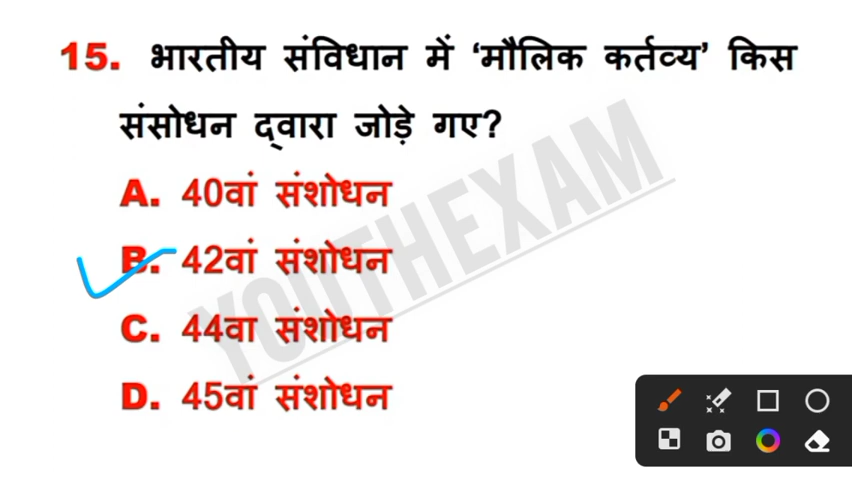 15. भारतीय संविधान में ‘मौलिक कर्तव्य’ किस
संसोधन द्वारा जोड़े गए?
A. 40वां संशोधन
B. 42वां संशोधन
C. 44वा संशोधन
D. 45वां संशोधन
YOUTHEXAM